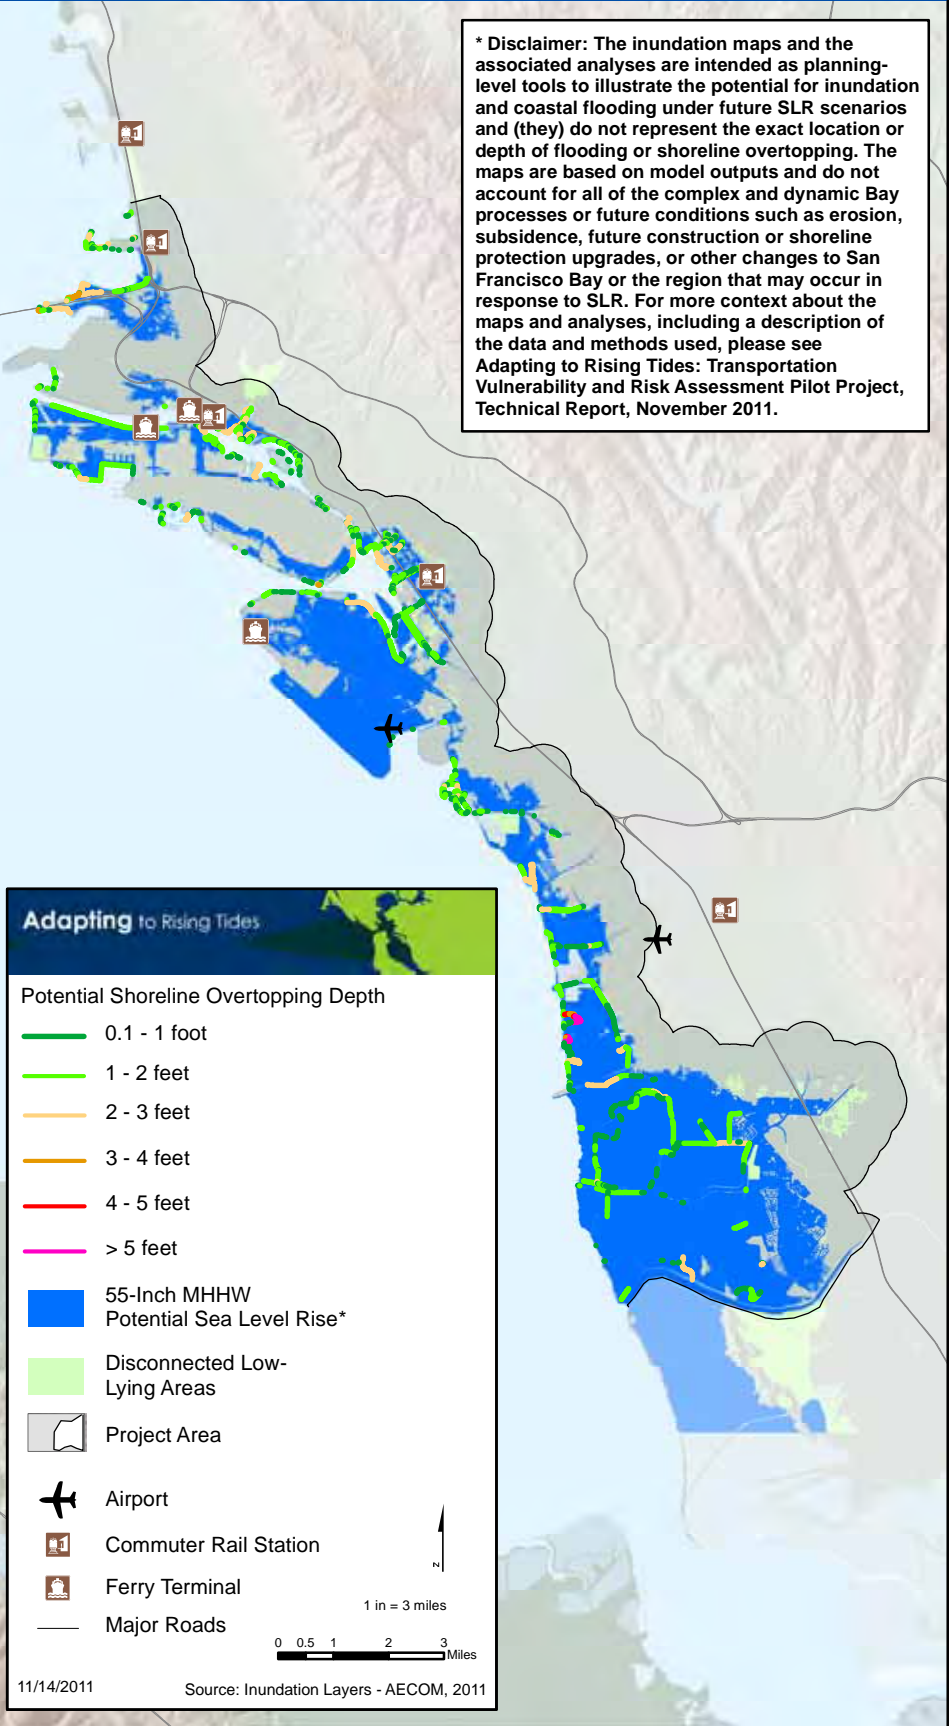 * Disclaimer: The inundation maps and the
associated analyses are intended as planning-
level tools to illustrate the potential for inundation
and coastal flooding under future SLR scenarios
and (they) do not represent the exact location or
depth of flooding or shoreline overtopping. The
maps are based on model outputs and do not
account for all of the complex and dynamic Bay
processes or future conditions such as erosion,
subsidence, future construction or shoreline
protection upgrades, or other changes to San
Francisco Bay or the region that may occur in
response to SLR. For more context about the
maps and analyses, including a description of
the data and methods used, please see
Adapting to Rising Tides: Transportation
Vulnerability and Risk Assessment Pilot Project,
Technical Report, November 2011.
Adapting to Rising Tides
Potential Shoreline Overtopping Depth
0.1 - 1 foot
1 - 2 feet
2 - 3 feet
3 - 4 feet
4 - 5 feet
> 5 feet
55-Inch MHHW
Potential Sea Level Rise*
Disconnected Low-
Lying Areas
Project Area
Airport
Commuter Rail Station
Ferry Terminal
Major Roads
N
1 in = 3 miles
0 0.5 1 2 3
Miles
11/14/2011
Source: Inundation Layers - AECOM, 2011